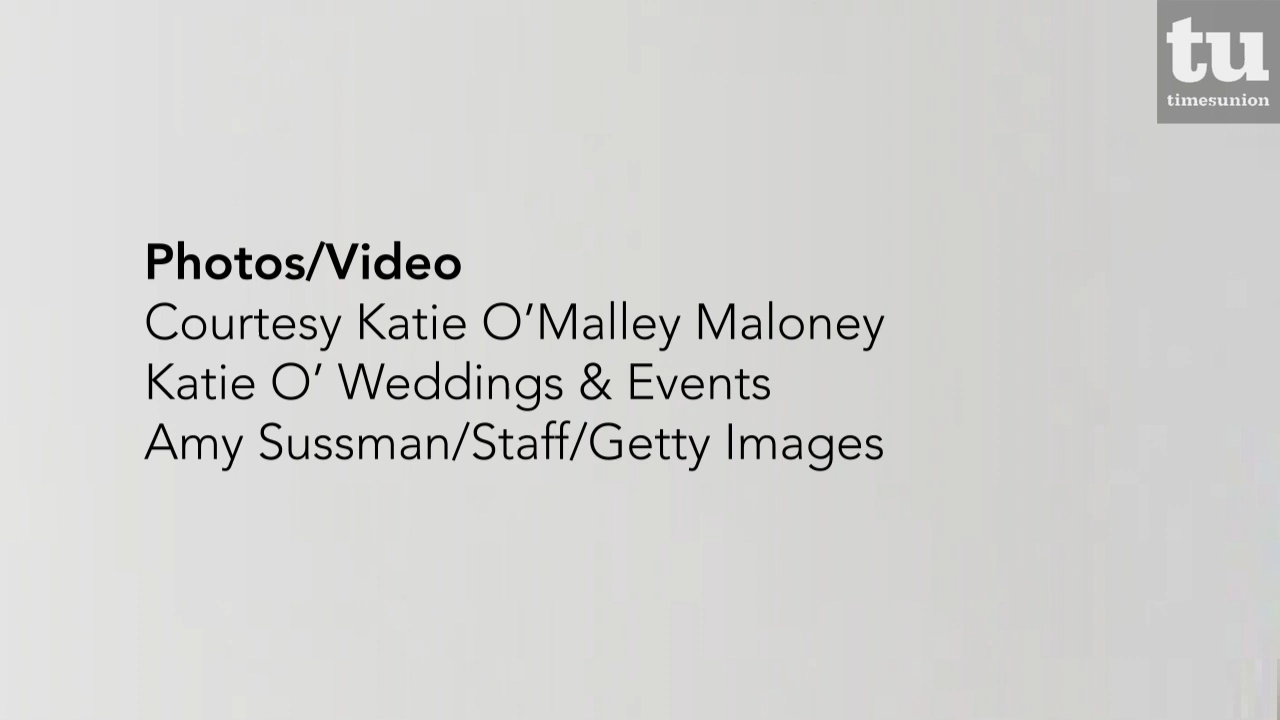 tu
timesunion
Photos/Video
Courtesy Katie O’Malley Maloney
Katie O’ Weddings & Events
Amy Sussman/Staff/Getty Images